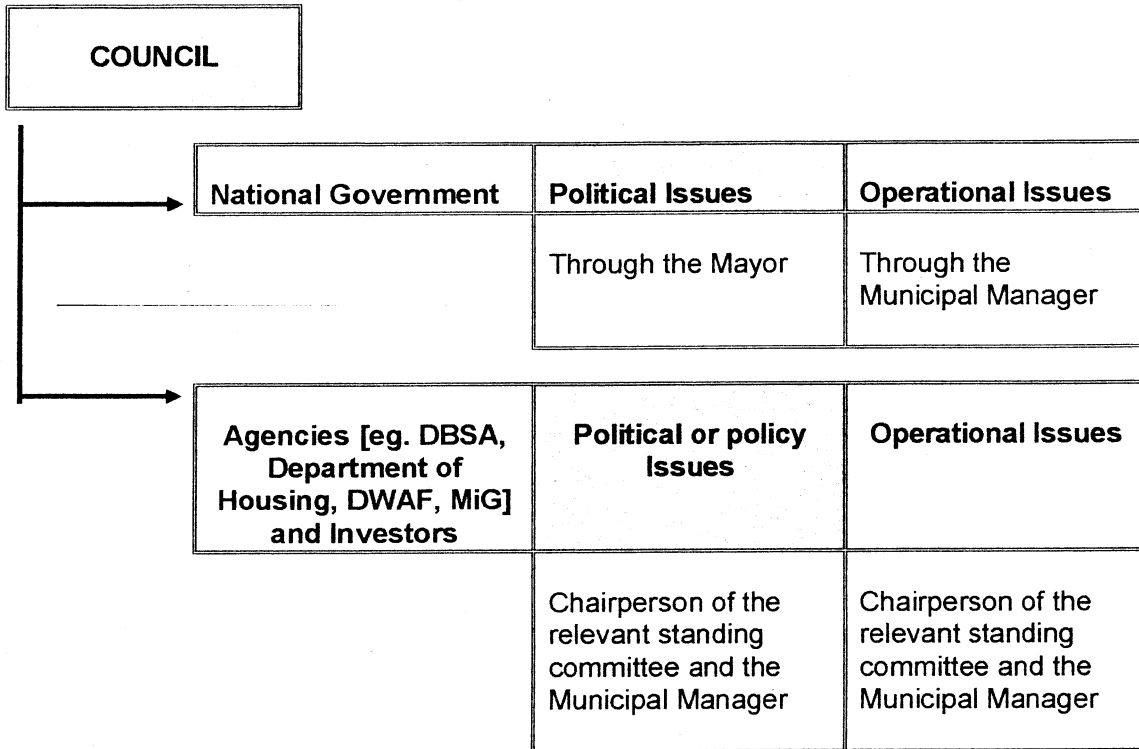 COUNCIL
National Government
Political Issues
Operational Issues
Through the Mayor
Through the
Municipal Manager
Agencies [eg. DBSA,
Department of
Housing, DWAF, MiG]
and Investors
Political or policy
Issues
Operational Issues
Chairperson of the
relevant standing
committee and the
Municipal Manager
Chairperson of the
relevant standing
committee and the
Municipal Manager